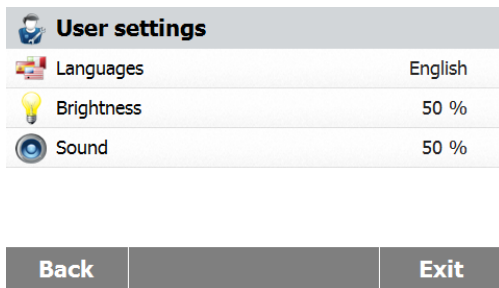 User settings
Languages English
Brightness 50 %
Sound 50 %
Back Exit